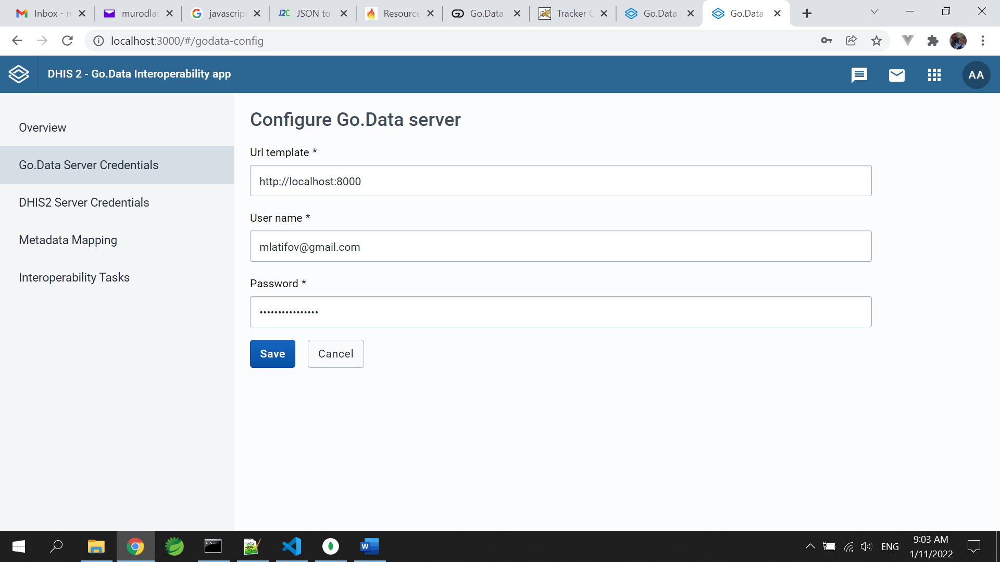 Inbox - m
murodlat
javascript
J2C JSON to
Resource
Go.Data
Tracker C
Go.Data
Go.Data
localhost:3000/#/godata-config
DHIS 2 - Go.Data Interoperability app
AA
Overview
Go.Data Server Credentials
DHIS2 Server Credentials
Metadata Mapping
Interoperability Tasks
Configure Go.Data server
Url template *
http://localhost:8000
User name *
mlatifov@gmail.com
Password *
••••••••••••••••
Save
Cancel
ENG
9:03 AM
1/11/2022